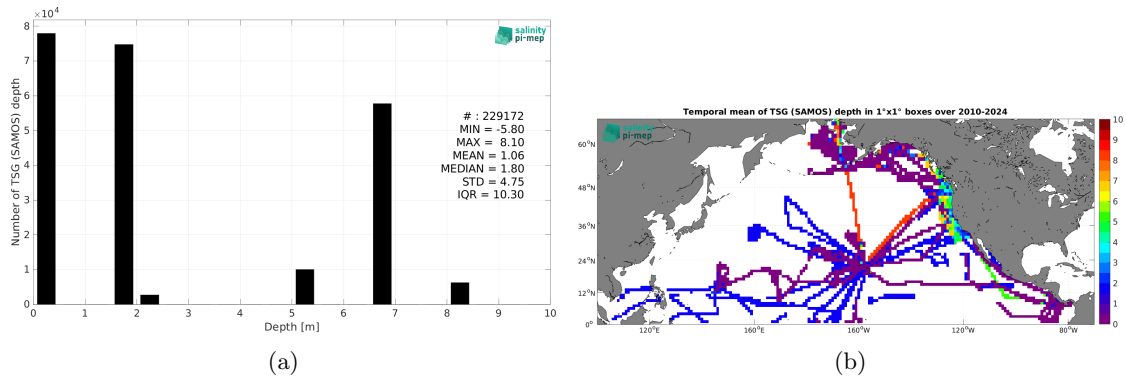 ×10⁴
8
7
6
5
4
3
2
1
0
Number of TSG (SAMOS) depth
salinity
pi-mep
# : 229172
MIN = -5.80
MAX = 8.10
MEAN = 1.06
MEDIAN = 1.80
STD = 4.75
IQR = 10.30
0 1 2 3 4 5 6 7 8 9 10
Depth [m]
(a)
Temporal mean of TSG (SAMOS) depth in 1°x1° boxes over 2010-2024
salinity
pi-mep
60°N
48°N
36°N
24°N
12°N
0°
120°E 160°E 160°W 120°W 80°W
10
9
8
7
6
5
4
3
2
1
0
(b)